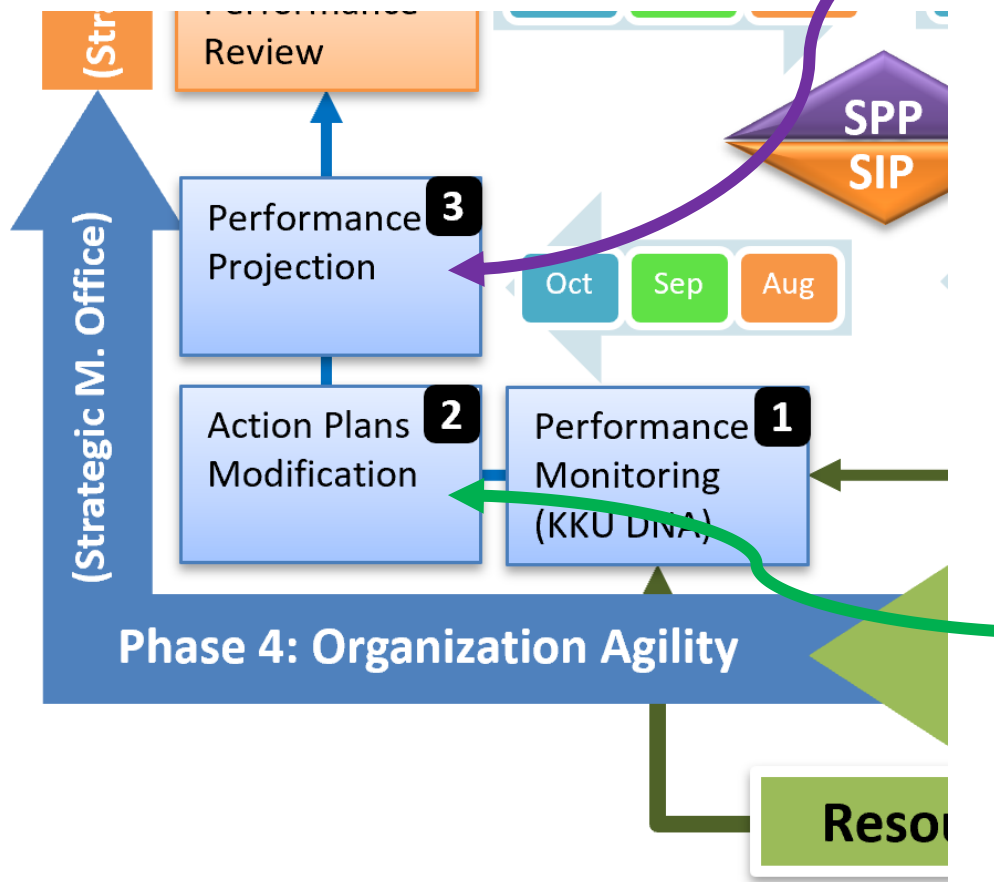 (Str
Review
SPP
SIP
3
Performance
Projection
Oct Sep Aug
(Strategic M. Office)
2
Action Plans
Modification
1
Performance
Monitoring
(KKU DNA)
Phase 4: Organization Agility